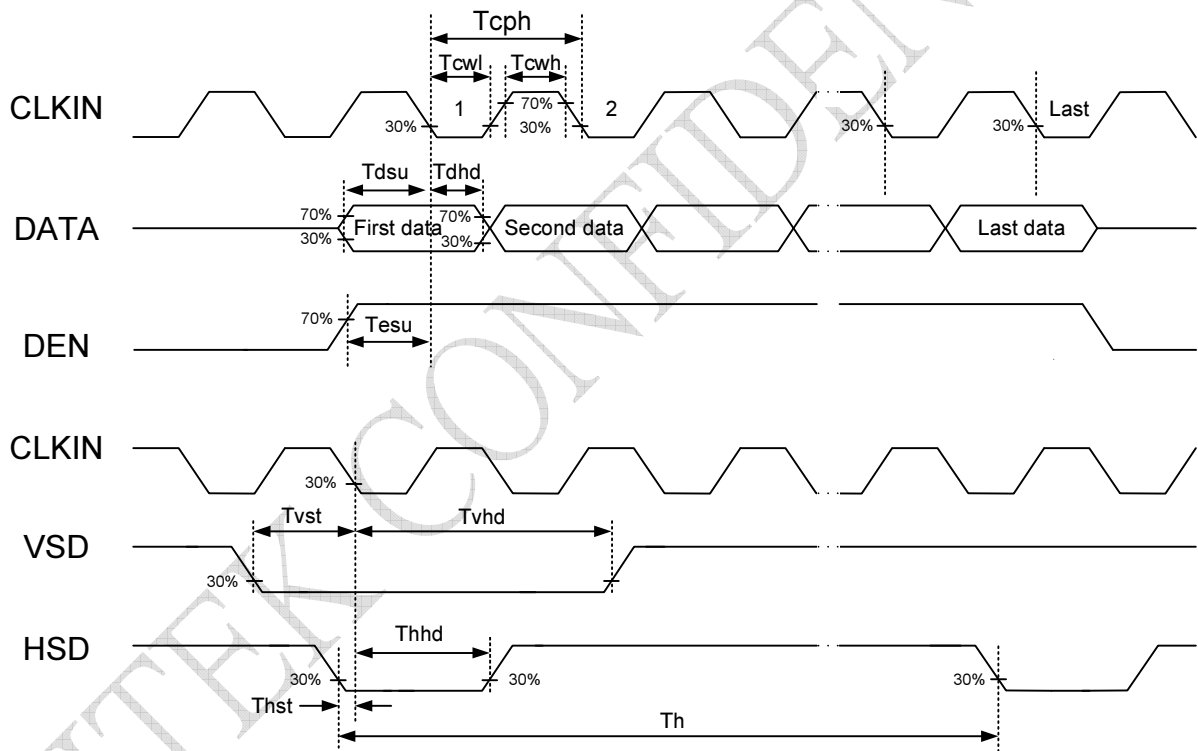 Tcph
Tcwl Tcwh
CLKIN 30% 1 70% 30% 2 30% 30% Last
Tdsu Tdhd
DATA 70% 30% First data 70% 30% Second data Last data
DEN 70% Tesu
CLKIN 30%
Tvst Tvhd
VSD 30%
HSD 30% Thhd 30% 30%
Thst
Th
TEK CONFIDEN